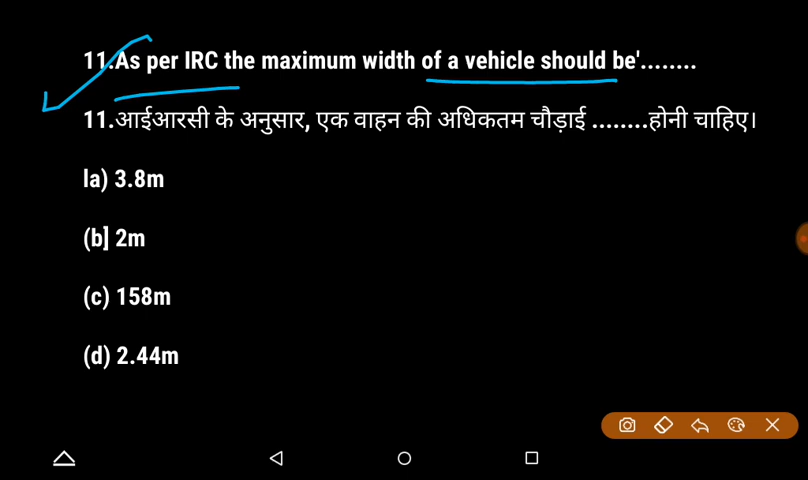 11.As per IRC the maximum width of a vehicle should be'........
11.आईआरसी के अनुसार, एक वाहन की अधिकतम चौड़ाई ........होनी चाहिए।
la) 3.8m
(b] 2m
(c) 158m
(d) 2.44m